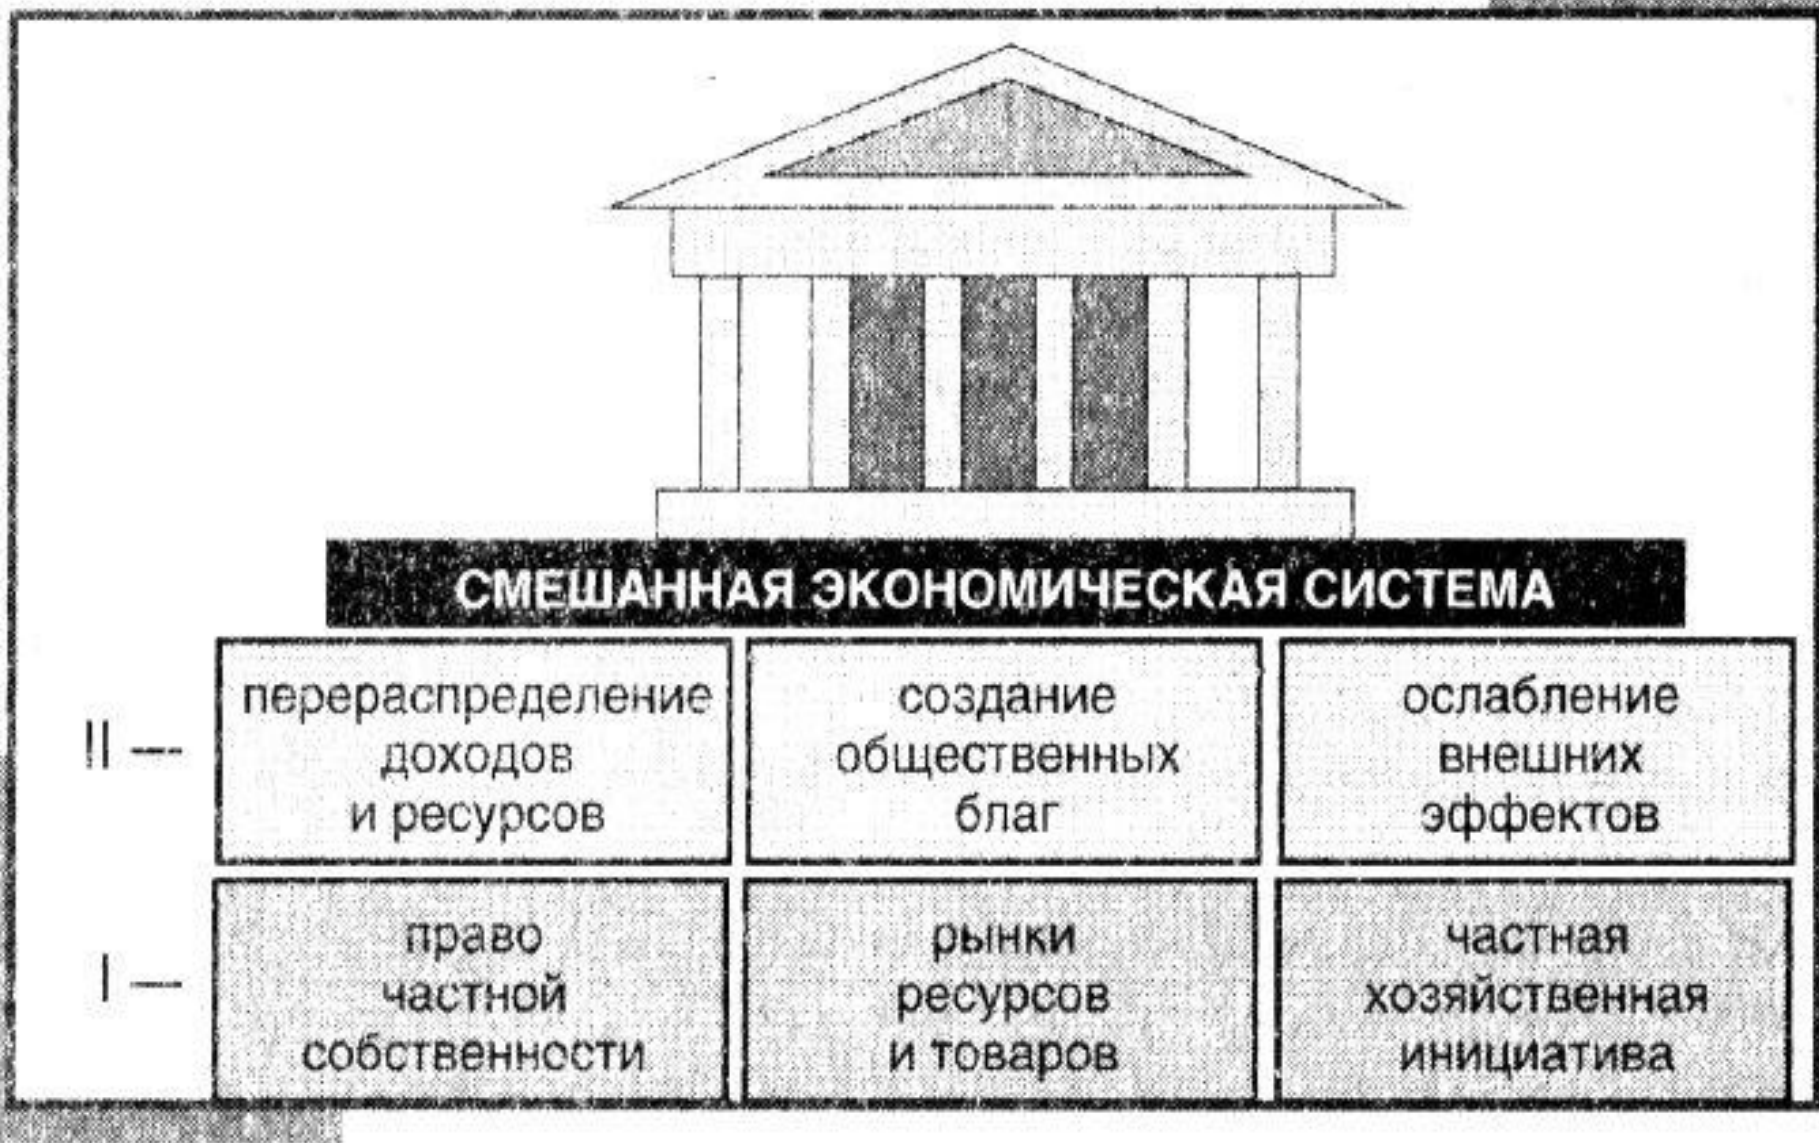 СМЕШАННАЯ ЭКОНОМИЧЕСКАЯ СИСТЕМА
II —
перераспределение
доходов
и ресурсов
создание
общественных
благ
ослабление
внешних
эффектов
I —
право
частной
собственности
рынки
ресурсов
и товаров
частная
хозяйственная
инициатива